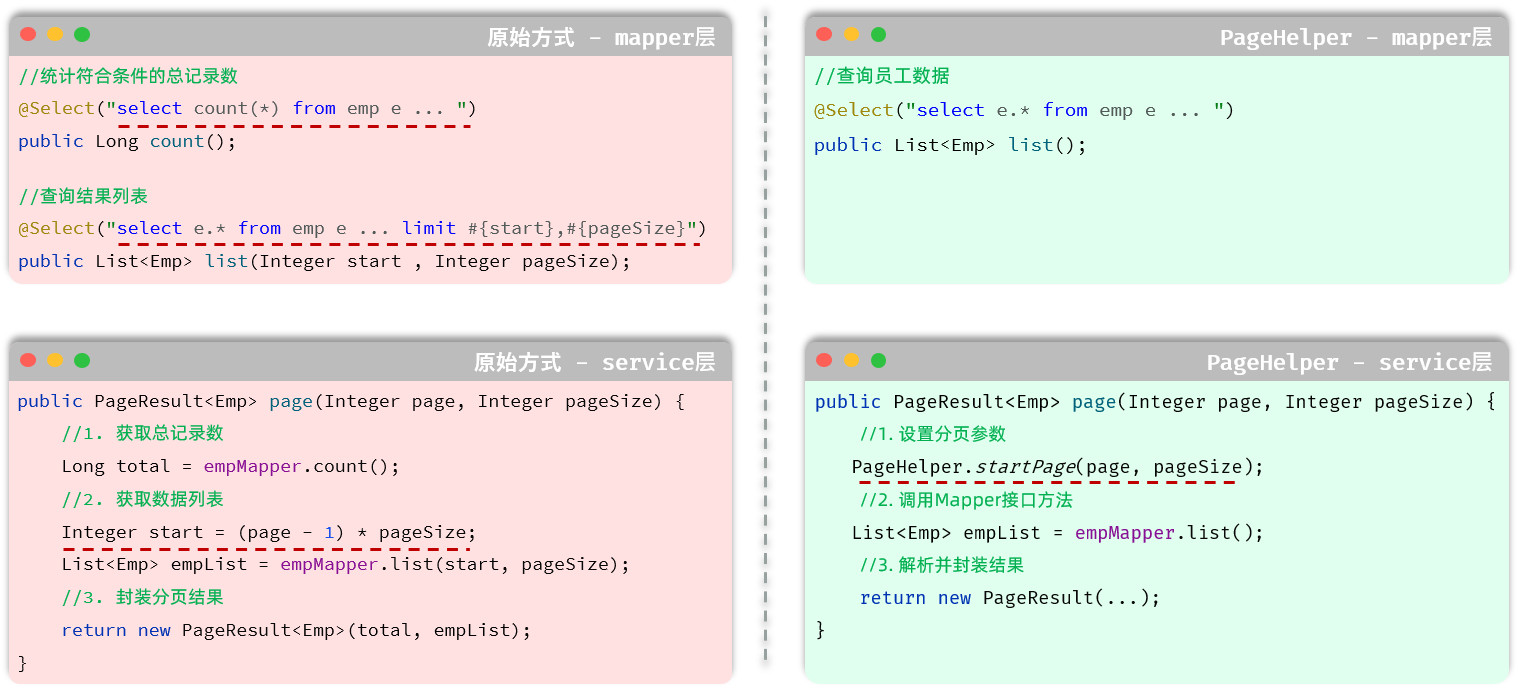 原始方式 - mapper层
//统计符合条件的总记录数
@Select("select count(*) from emp e ... ")
public Long count();
//查询结果列表
@Select("select e.* from emp e ... limit #{start},#{pageSize}")
public List<Emp> list(Integer start , Integer pageSize);
PageHelper - mapper层
//查询员工数据
@Select("select e.* from emp e ... ")
public List<Emp> list();
原始方式 - service层
public PageResult<Emp> page(Integer page, Integer pageSize) {
//1. 获取总记录数
Long total = empMapper.count();
//2. 获取数据列表
Integer start = (page - 1) * pageSize;
List<Emp> empList = empMapper.list(start, pageSize);
//3. 封装分页结果
return new PageResult<Emp>(total, empList);
}
PageHelper - service层
public PageResult<Emp> page(Integer page, Integer pageSize) {
//1. 设置分页参数
PageHelper.startPage(page, pageSize);
//2. 调用Mapper接口方法
List<Emp> empList = empMapper.list();
//3. 解析并封装结果
return new PageResult(...);
}